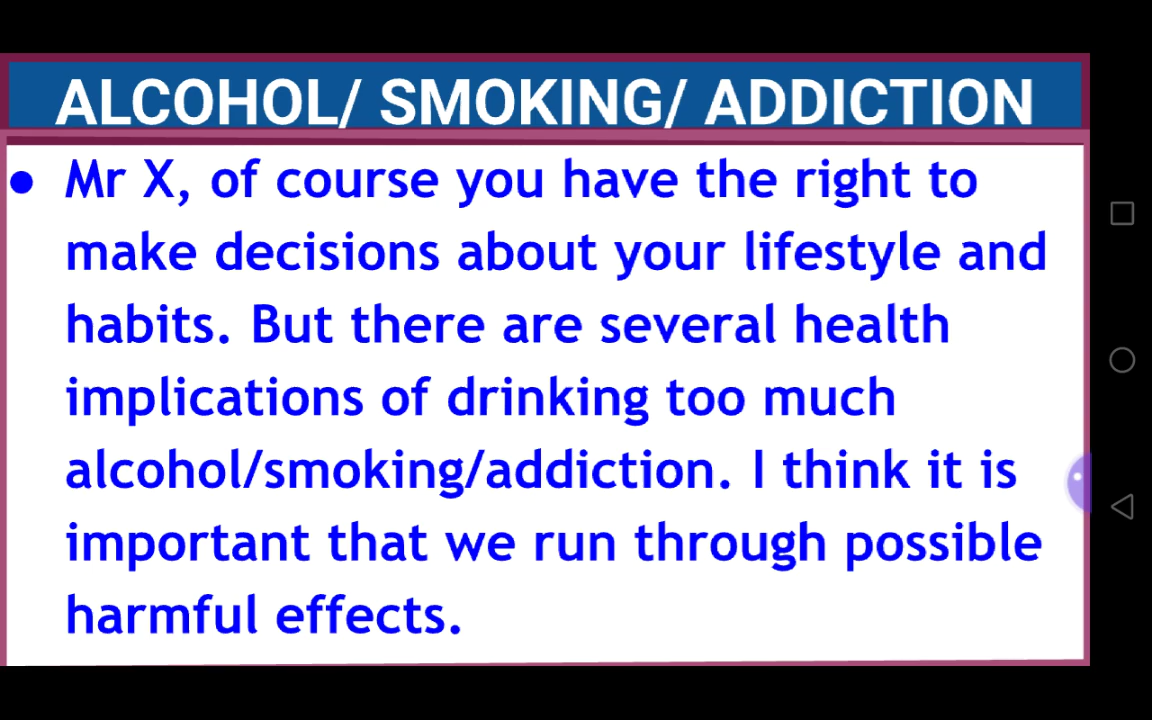 ALCOHOL/ SMOKING/ ADDICTION
● Mr X, of course you have the right to
make decisions about your lifestyle and
habits. But there are several health
implications of drinking too much
alcohol/smoking/addiction. I think it is
important that we run through possible
harmful effects.